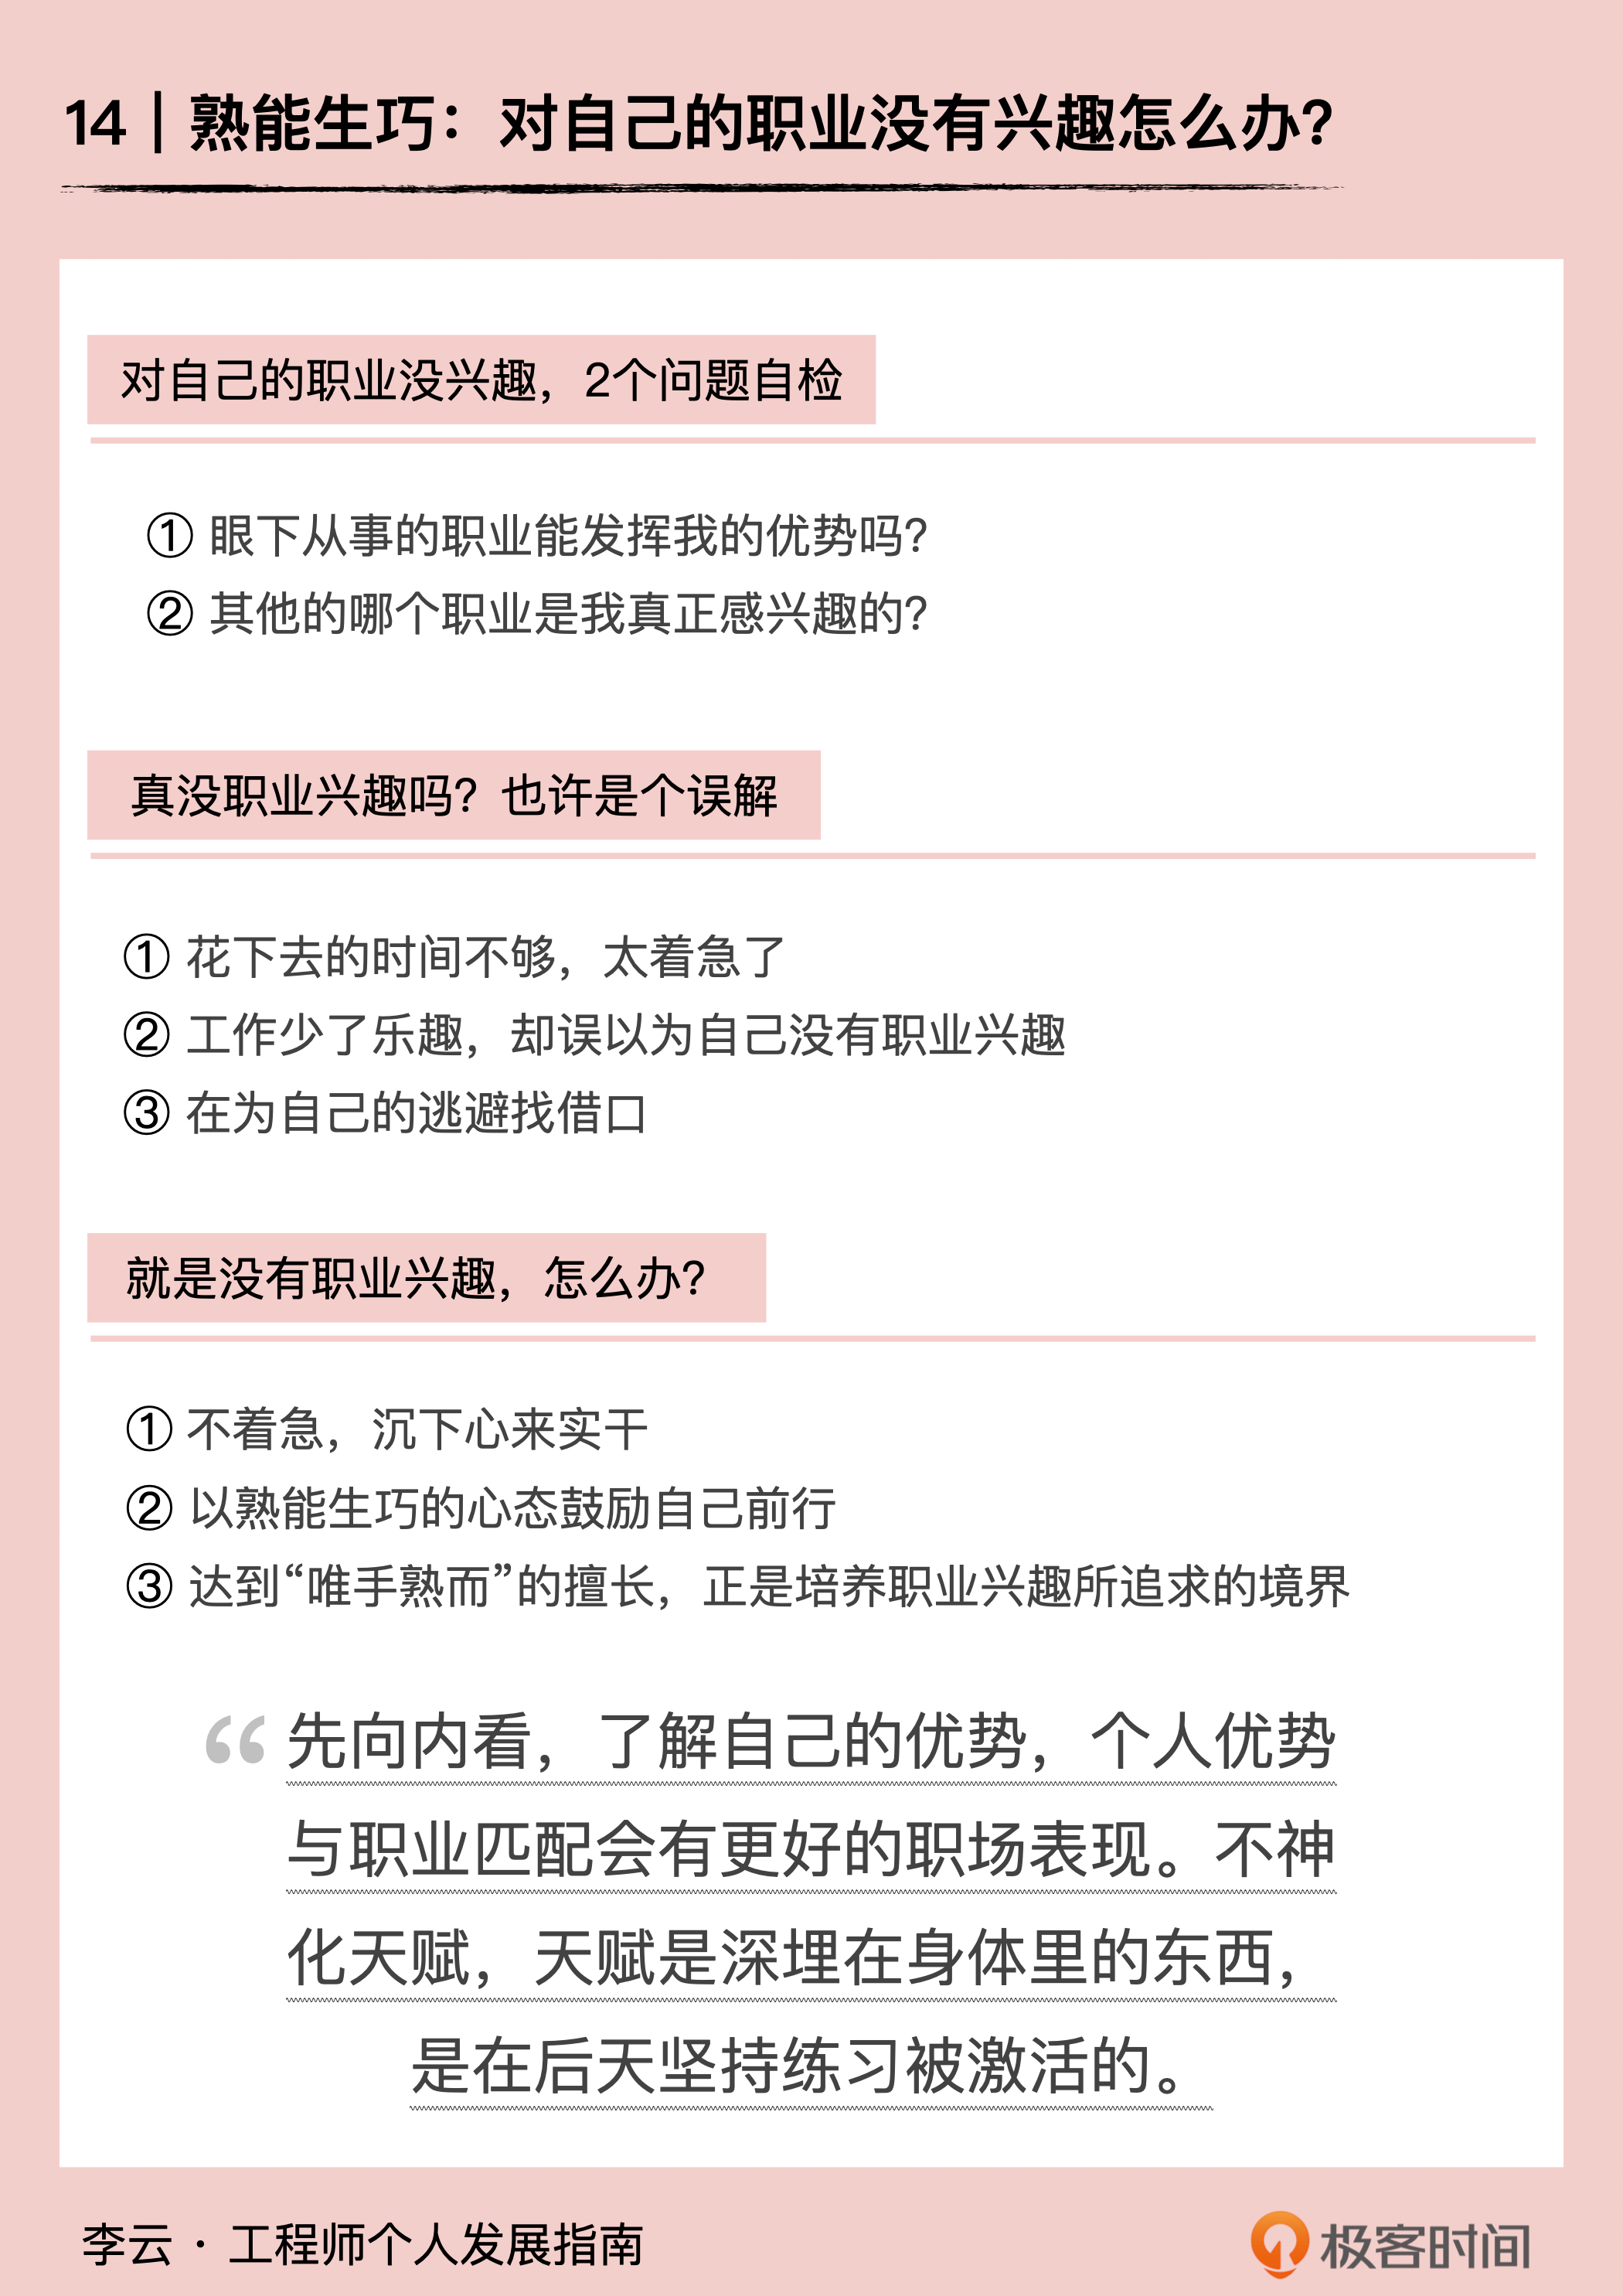 14｜熟能生巧：对自己的职业没有兴趣怎么办？
对自己的职业没兴趣，2个问题自检
① 眼下从事的职业能发挥我的优势吗？
② 其他的哪个职业是我真正感兴趣的？
真没职业兴趣吗？也许是个误解
① 花下去的时间不够，太着急了
② 工作少了乐趣，却误以为自己没有职业兴趣
③ 在为自己的逃避找借口
就是没有职业兴趣，怎么办？
① 不着急，沉下心来实干
② 以熟能生巧的心态鼓励自己前行
③ 达到“唯手熟而”的擅长，正是培养职业兴趣所追求的境界
“先向内看，了解自己的优势，个人优势
与职业匹配会有更好的职场表现。不神
化天赋，天赋是深埋在身体里的东西，
是在后天坚持练习被激活的。
李云 · 工程师个人发展指南
极客时间